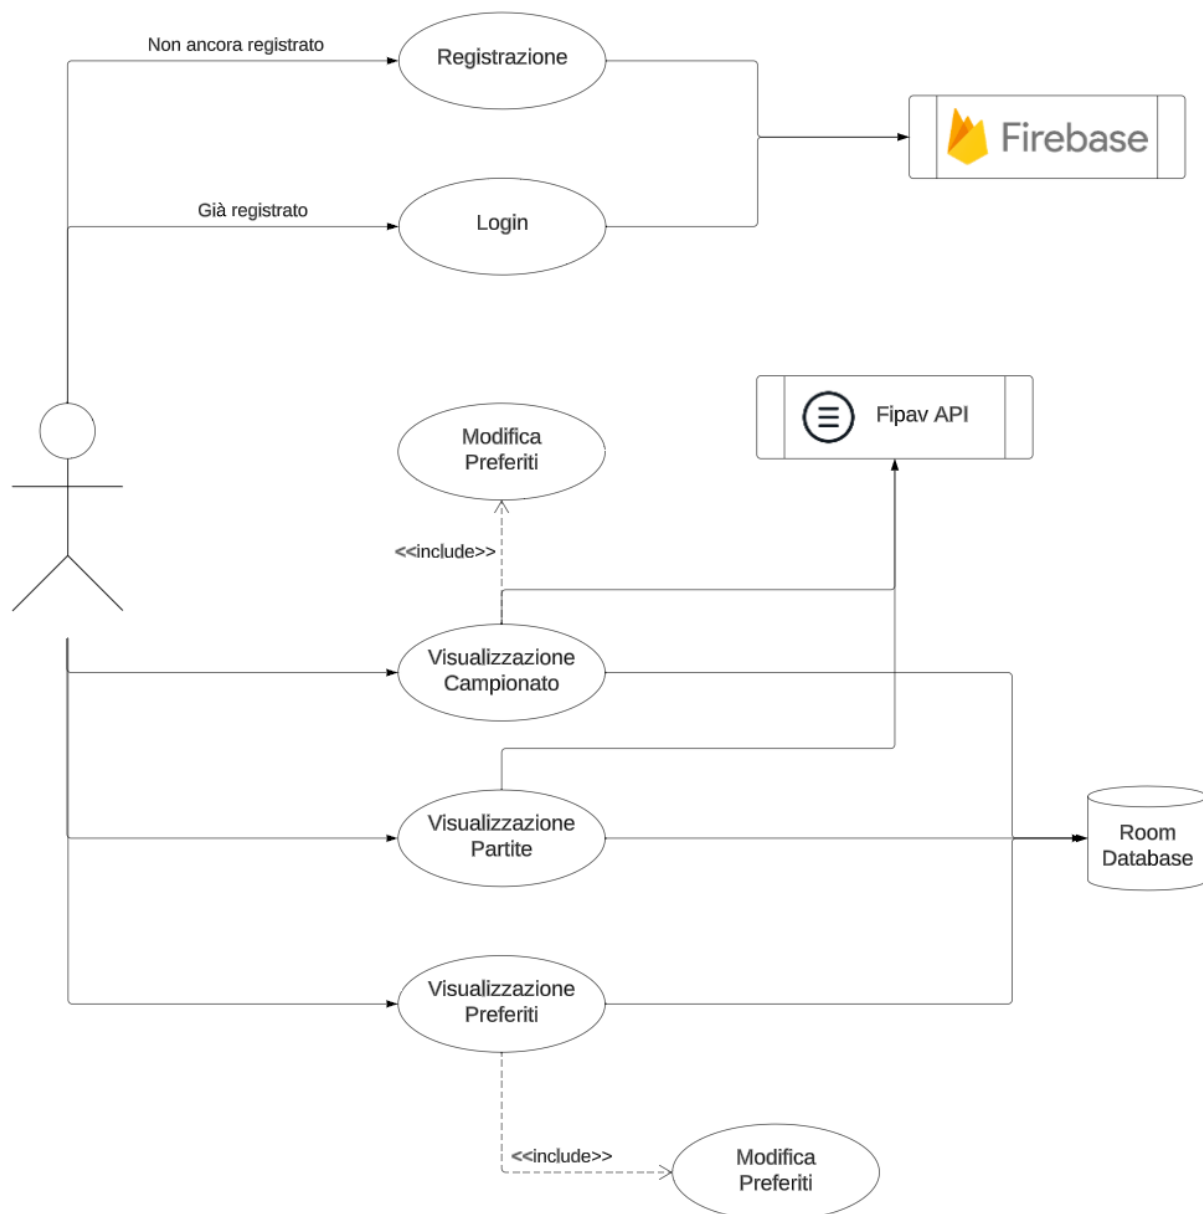 Non ancora registrato
Registrazione
Firebase
Già registrato
Login
Fipav API
Modifica
Preferiti
<<include>>
Visualizzazione
Campionato
Visualizzazione
Partite
Room
Database
Visualizzazione
Preferiti
<<include>>
Modifica
Preferiti